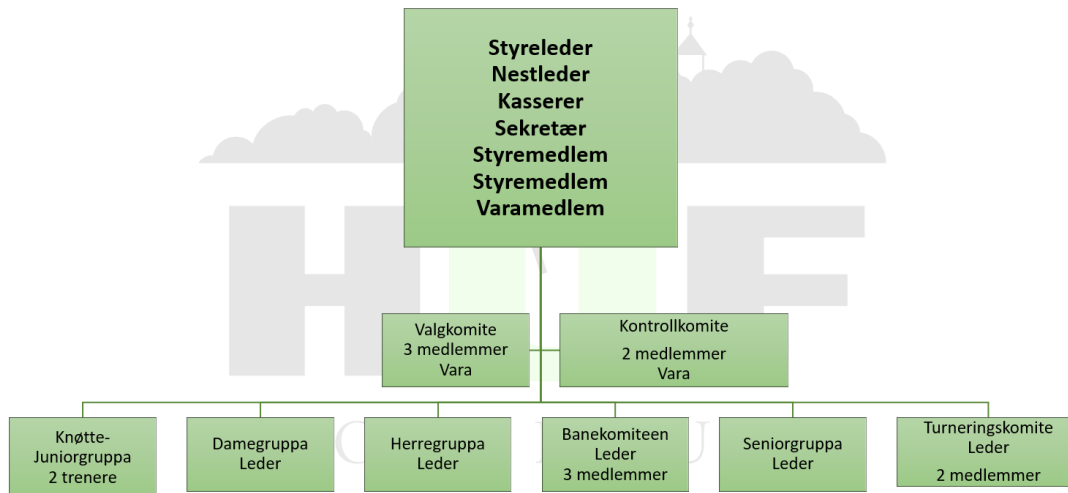 Styreleder
Nestleder
Kasserer
Sekretær
Styremedlem
Styremedlem
Varamedlem
Valgkomite
3 medlemmer
Vara
Kontrollkomite
2 medlemmer
Vara
Knøtte-
Juniorgruppa
2 trenere
Damegruppa
Leder
Herregruppa
Leder
Banekomiteen
Leder
3 medlemmer
Seniorgruppa
Leder
Turneringskomite
Leder
2 medlemmer